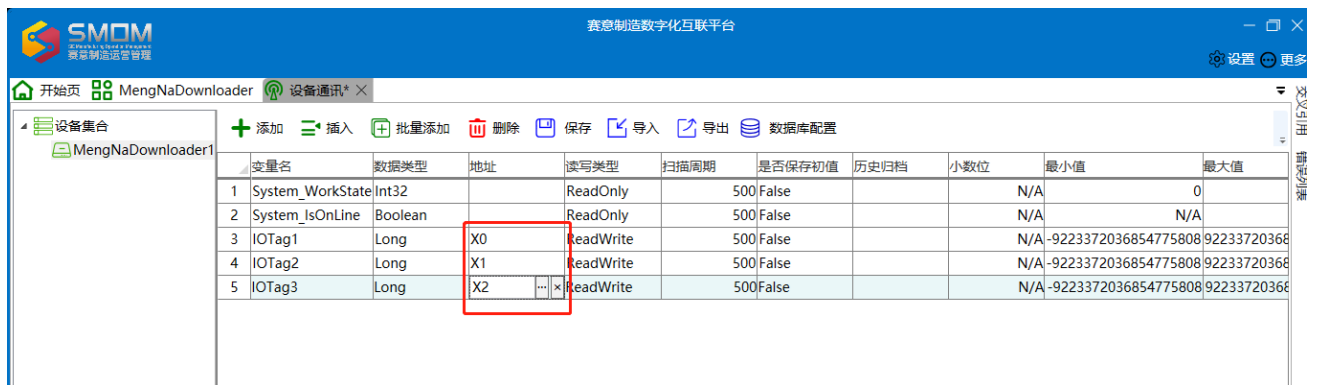 SMOM
赛意制造运营管理
赛意制造数字化互联平台
设置 更多
开始页 MengNaDownloader 设备通讯*
设备集合
MengNaDownloader1
添加 插入 批量添加 删除 保存 导入 导出 数据库配置
变量名 数据类型 地址 读写类型 扫描周期 是否保存初值 历史归档 小数位 最小值 最大值
1 System_WorkState Int32 ReadOnly 500 False N/A 0
2 System_IsOnLine Boolean ReadOnly 500 False N/A N/A
3 IOTag1 Long X0 ReadWrite 500 False N/A -9223372036854775808 92233720368
4 IOTag2 Long X1 ReadWrite 500 False N/A -9223372036854775808 92233720368
5 IOTag3 Long X2 ... × ReadWrite 500 False N/A -9223372036854775808 92233720368
交叉引用
错误列表